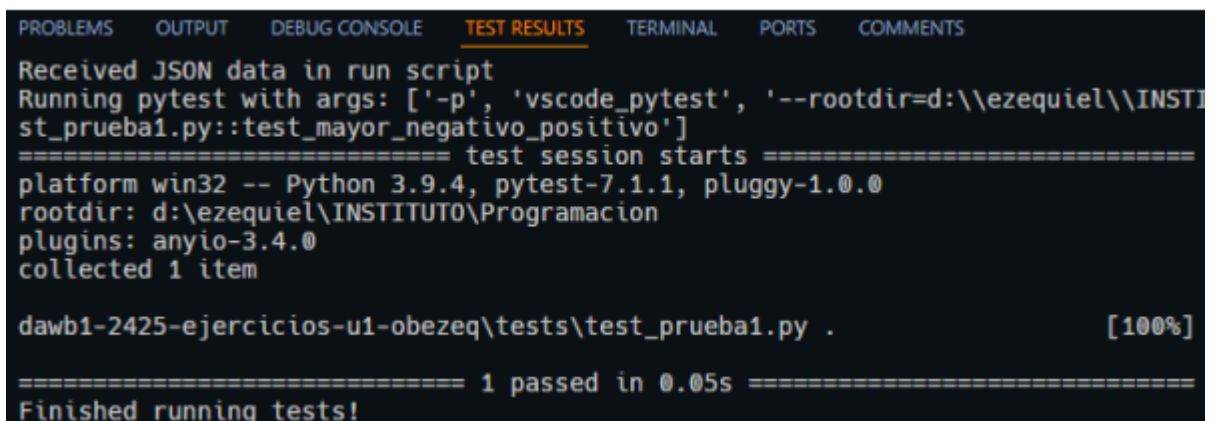 PROBLEMS OUTPUT DEBUG CONSOLE TEST RESULTS TERMINAL PORTS COMMENTS
Received JSON data in run script
Running pytest with args: ['-p', 'vscode_pytest', '--rootdir=d:\\ezequiel\\INSTI
st_prueba1.py::test_mayor_negativo_positivo']
============================= test session starts =============================
platform win32 -- Python 3.9.4, pytest-7.1.1, pluggy-1.0.0
rootdir: d:\ezequiel\INSTITUTO\Programacion
plugins: anyio-3.4.0
collected 1 item
dawb1-2425-ejercicios-u1-obezeq\tests\test_prueba1.py . [100%]
============================== 1 passed in 0.05s ==============================
Finished running tests!